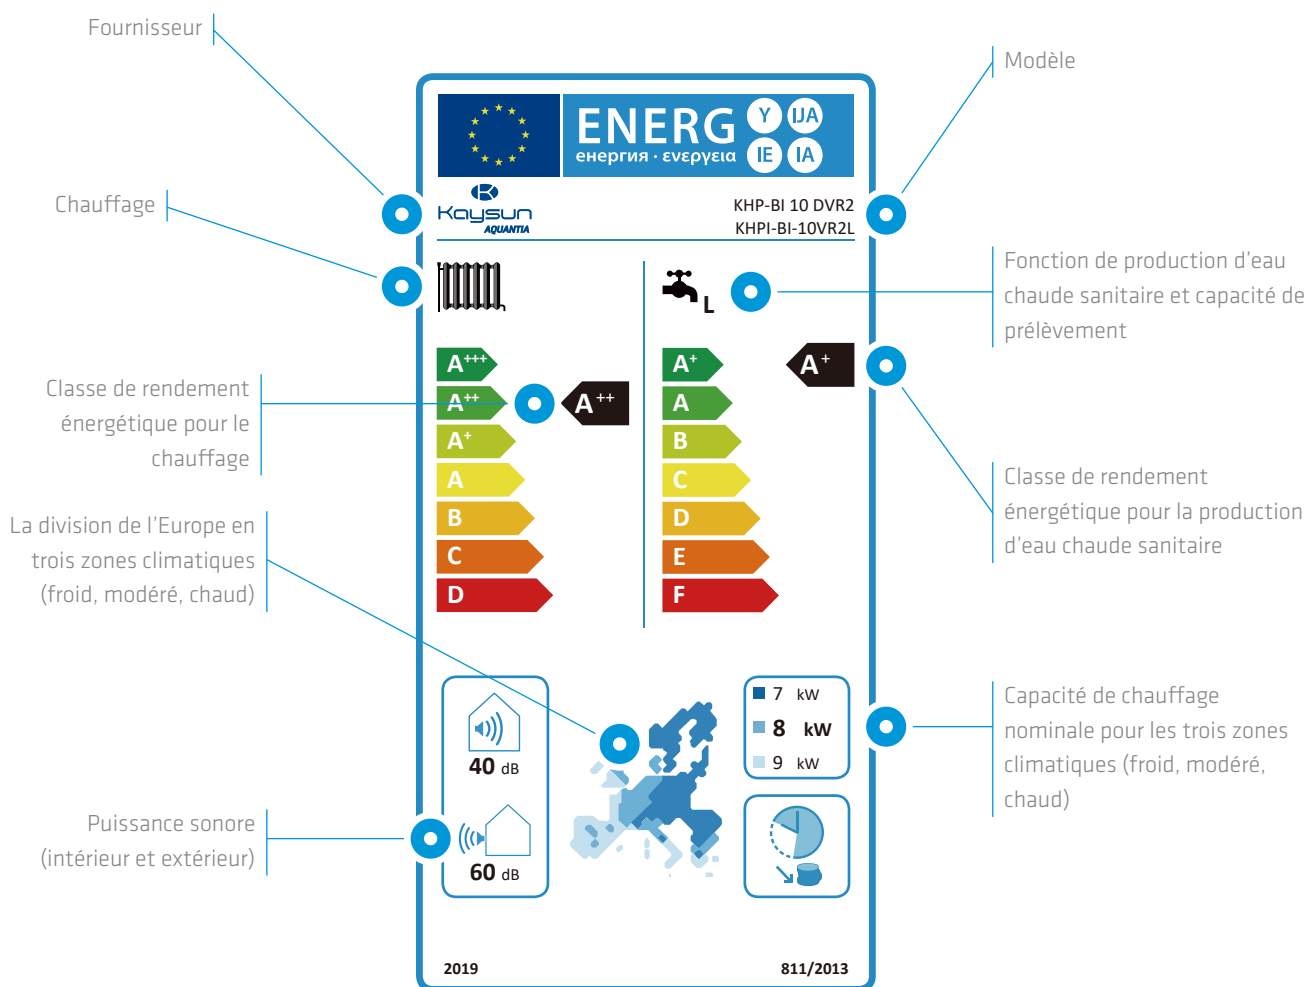 Fournisseur
Modèle
ENERG
енергия · ενεργεια
Y IJA
IE IA
Chauffage
Kaysun
AQUANTIA
KHP-BI 10 DVR2
KHPI-BI-10VR2L
Fonction de production d'eau
chaude sanitaire et capacité de
prélèvement
L
Classe de rendement
énergétique pour le
chauffage
A+++
A++
A+
A
B
C
D
A++
A+
A
B
C
D
E
F
A+
Classe de rendement
énergétique pour la production
d'eau chaude sanitaire
La division de l'Europe en
trois zones climatiques
(froid, modéré, chaud)
40 dB
60 dB
7 kW
8 kW
9 kW
Capacité de chauffage
nominale pour les trois zones
climatiques (froid, modéré,
chaud)
Puissance sonore
(intérieur et extérieur)
2019
811/2013